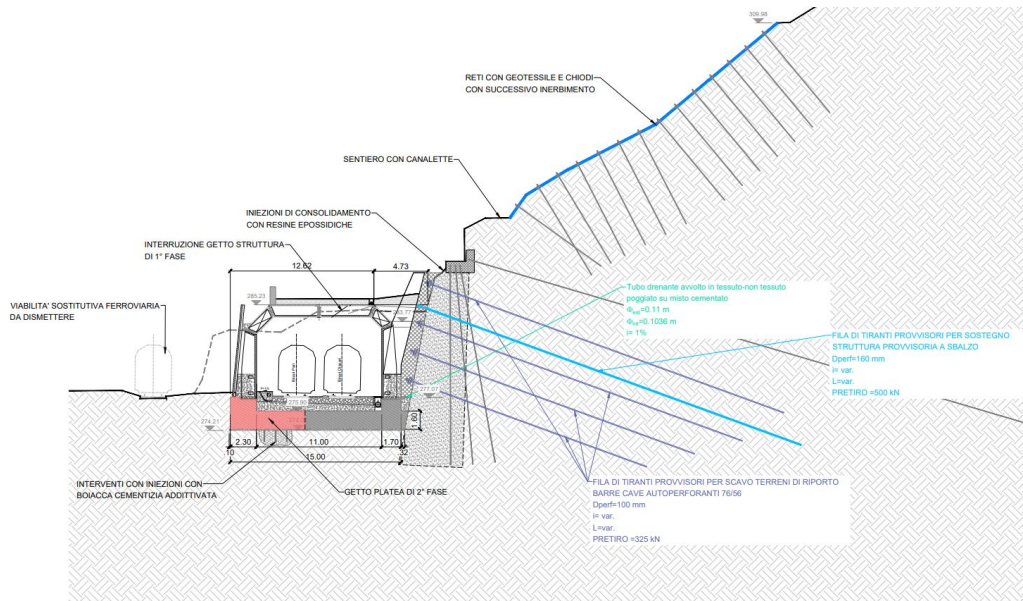 309.88
RETI CON GEOTESSILE E CHIODI
CON SUCCESSIVO INERBIMENTO
SENTIERO CON CANALETTE
INIEZIONI DI CONSOLIDAMENTO
CON RESINE EPOSSIDICHE
INTERRUZIONE GETTO STRUTTURA
DI 1° FASE
12.62
4.73
285.23
VIABILITA' SOSTITUTIVA FERROVIARIA
DA DISMETTERE
Tubo drenante avvolto in tessuto-non tessuto
poggiato su misto cementato
Φest=0.11 m
Φint=0.1036 m
i= 1%
FILA DI TIRANTI PROVVISORI PER SOSTEGNO
STRUTTURA PROVVISORIA A SBALZO
Dperf=160 mm
i= var.
L=var.
PRETIRO =500 kN
277.07
275.90
274.21
1.60
2.30
11.00
1.70
10
32
15.00
INTERVENTI CON INIEZIONI CON
BOIACCA CEMENTIZIA ADDITTIVATA
GETTO PLATEA DI 2° FASE
FILA DI TIRANTI PROVVISORI PER SCAVO TERRENI DI RIPORTO
BARRE CAVE AUTOPERFORANTI 76/56
Dperf=100 mm
i= var.
L=var.
PRETIRO =325 kN